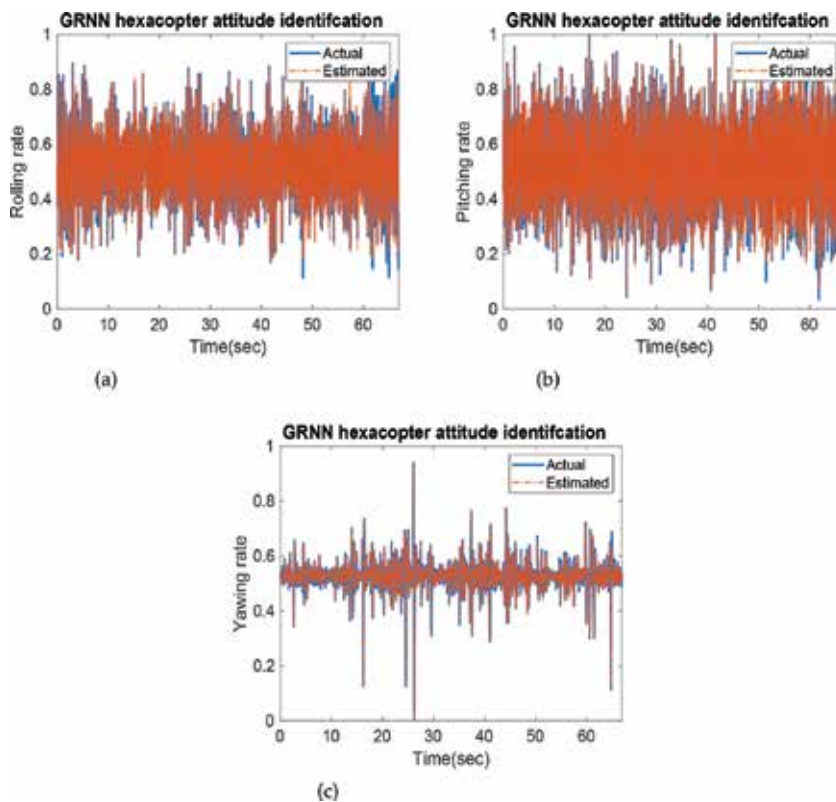 GRNN hexacopter attitude identifcation
1
0.8
0.6
0.4
0.2
0
Rolling rate
Actual
Estimated
0 10 20 30 40 50 60
Time(sec)
(a)
GRNN hexacopter attitude identifcation
1
0.8
0.6
0.4
0.2
0
Pitching rate
Actual
Estimated
0 10 20 30 40 50 60
Time(sec)
(b)
GRNN hexacopter attitude identifcation
1
0.8
0.6
0.4
0.2
0
Yawing rate
Actual
Estimated
0 10 20 30 40 50 60
Time(sec)
(c)